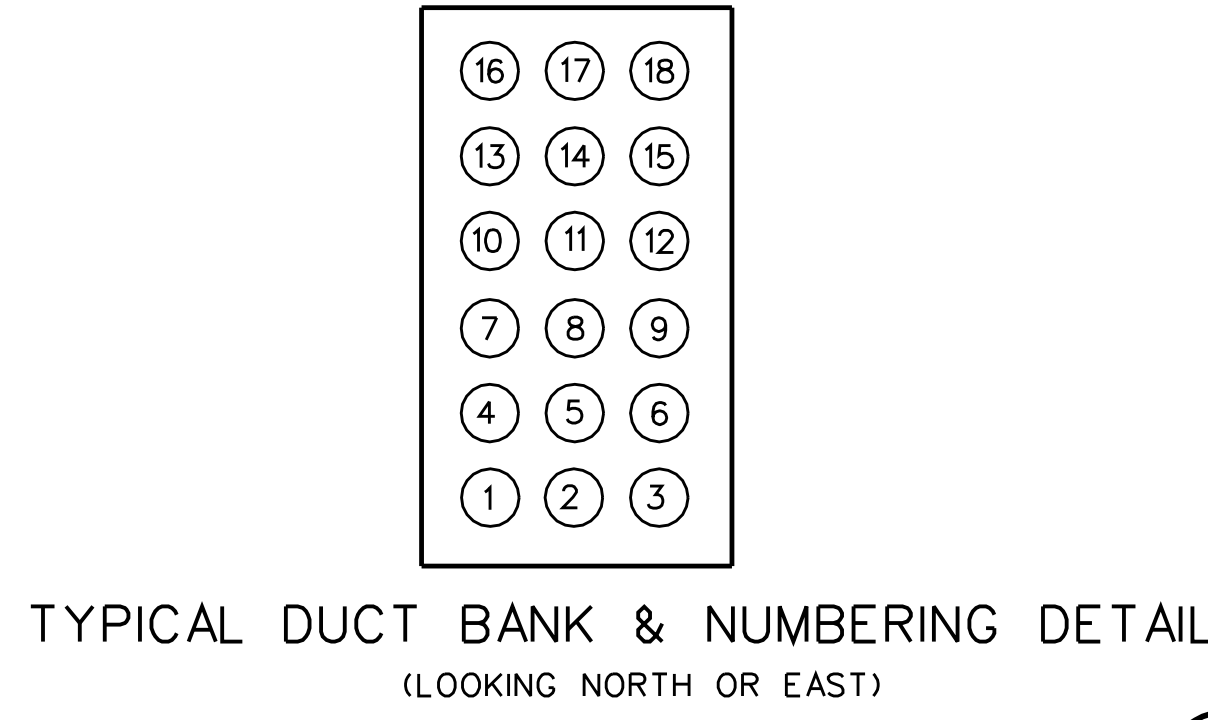 16 17 18
13 14 15
10 11 12
7 8 9
4 5 6
1 2 3
TYPICAL DUCT BANK & NUMBERING DETAIL
(LOOKING NORTH OR EAST)